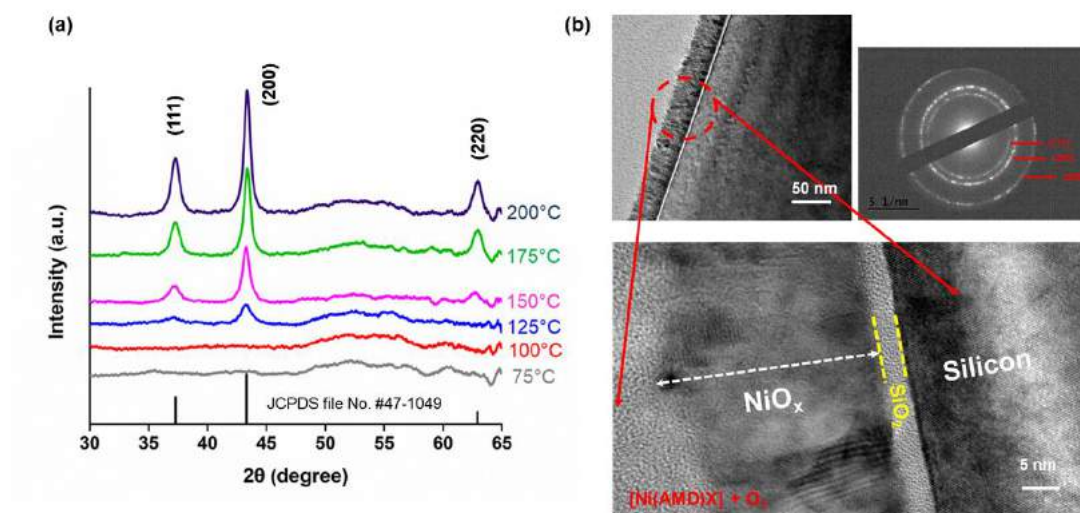 (a)
(111)
(200)
(220)
200°C
175°C
150°C
125°C
100°C
75°C
JCPDS file No. #47-1049
Intensity (a.u.)
30 35 40 45 50 55 60 65
2θ (degree)
(b)
50 nm
5 1/nm
NiOx
SiO2
Silicon
5 nm
[Ni(AMD)X] + O3